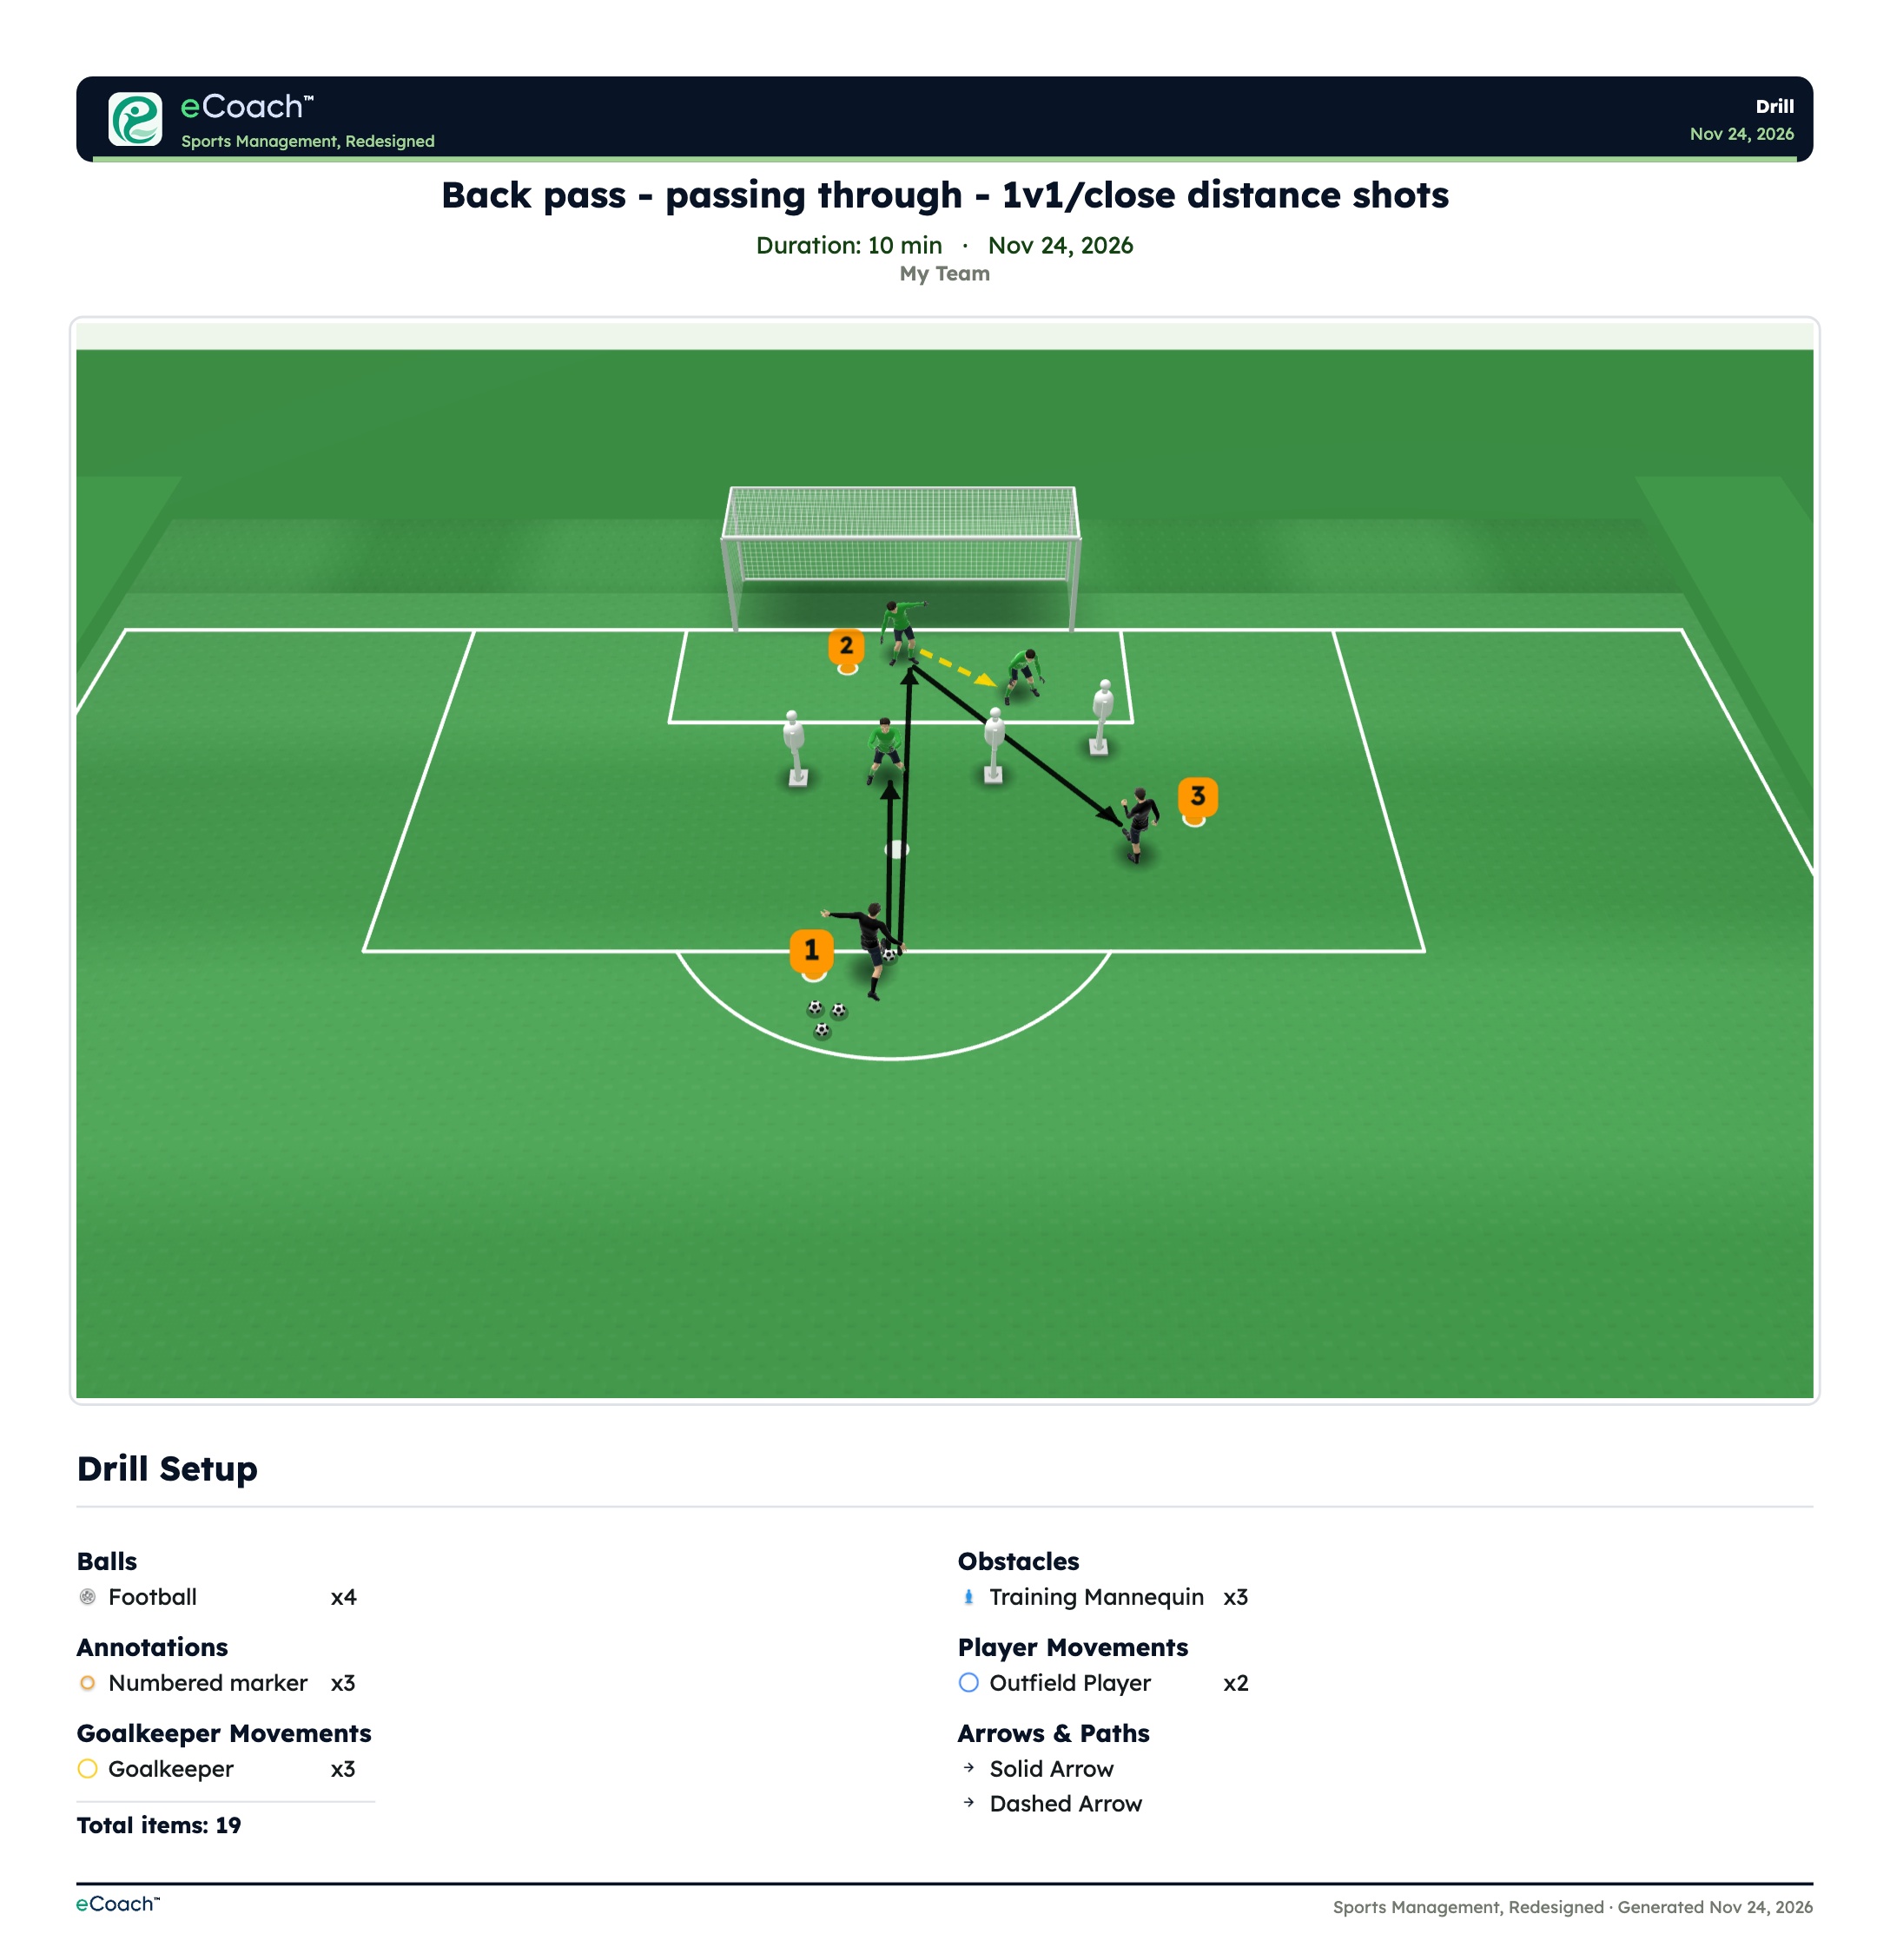 eCoach™
Sports Management, Redesigned
Drill
Nov 24, 2026
Back pass - passing through - 1v1/close distance shots
Duration: 10 min · Nov 24, 2026
My Team
2
3
1
Drill Setup
Balls
Football x4
Annotations
Numbered marker x3
Goalkeeper Movements
Goalkeeper x3
Total items: 19
Obstacles
Training Mannequin x3
Player Movements
Outfield Player x2
Arrows & Paths
Solid Arrow
Dashed Arrow
eCoach™
Sports Management, Redesigned · Generated Nov 24, 2026